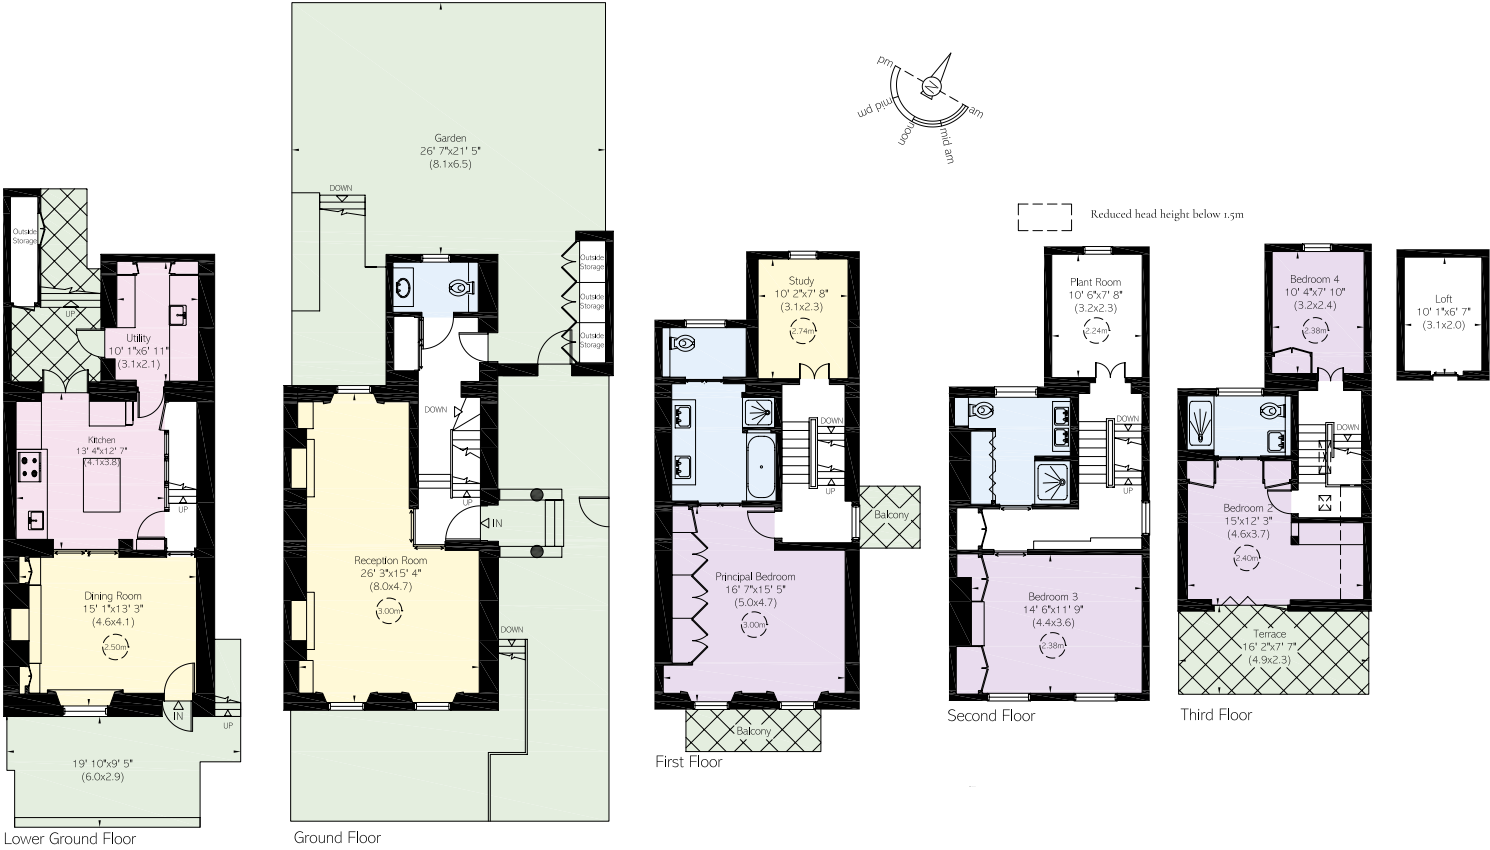 Outside
Storage
UP
Utility
10' 1"x6' 11"
(3.1x2.1)
Kitchen
13' 4"x12' 7"
(4.1x3.8)
UP
Dining Room
15' 1"x13' 3"
(4.6x4.1)
2.50m
IN
UP
19' 10"x9' 5"
(6.0x2.9)
Lower Ground Floor
Garden
26' 7"x21' 5"
(8.1x6.5)
DOWN
Outside
Storage
Outside
Storage
Outside
Storage
DOWN
UP
IN
Reception Room
26' 3"x15' 4"
(8.0x4.7)
3.00m
DOWN
Ground Floor
Study
10' 2"x7' 8"
(3.1x2.3)
2.74m
DOWN
UP
Balcony
Principal Bedroom
16' 7"x15' 5"
(5.0x4.7)
3.00m
Balcony
First Floor
pm
mid pm
noon
mid am
am
N
Reduced head height below 1.5m
Plant Room
10' 6"x7' 8"
(3.2x2.3)
2.24m
DOWN
UP
Bedroom 3
14' 6"x11' 9"
(4.4x3.6)
2.38m
Second Floor
Bedroom 4
10' 4"x7' 10"
(3.2x2.4)
2.38m
DOWN
Bedroom 2
15'x12' 3"
(4.6x3.7)
2.40m
Terrace
16' 2"x7' 7"
(4.9x2.3)
Third Floor
Loft
10' 1"x6' 7"
(3.1x2.0)